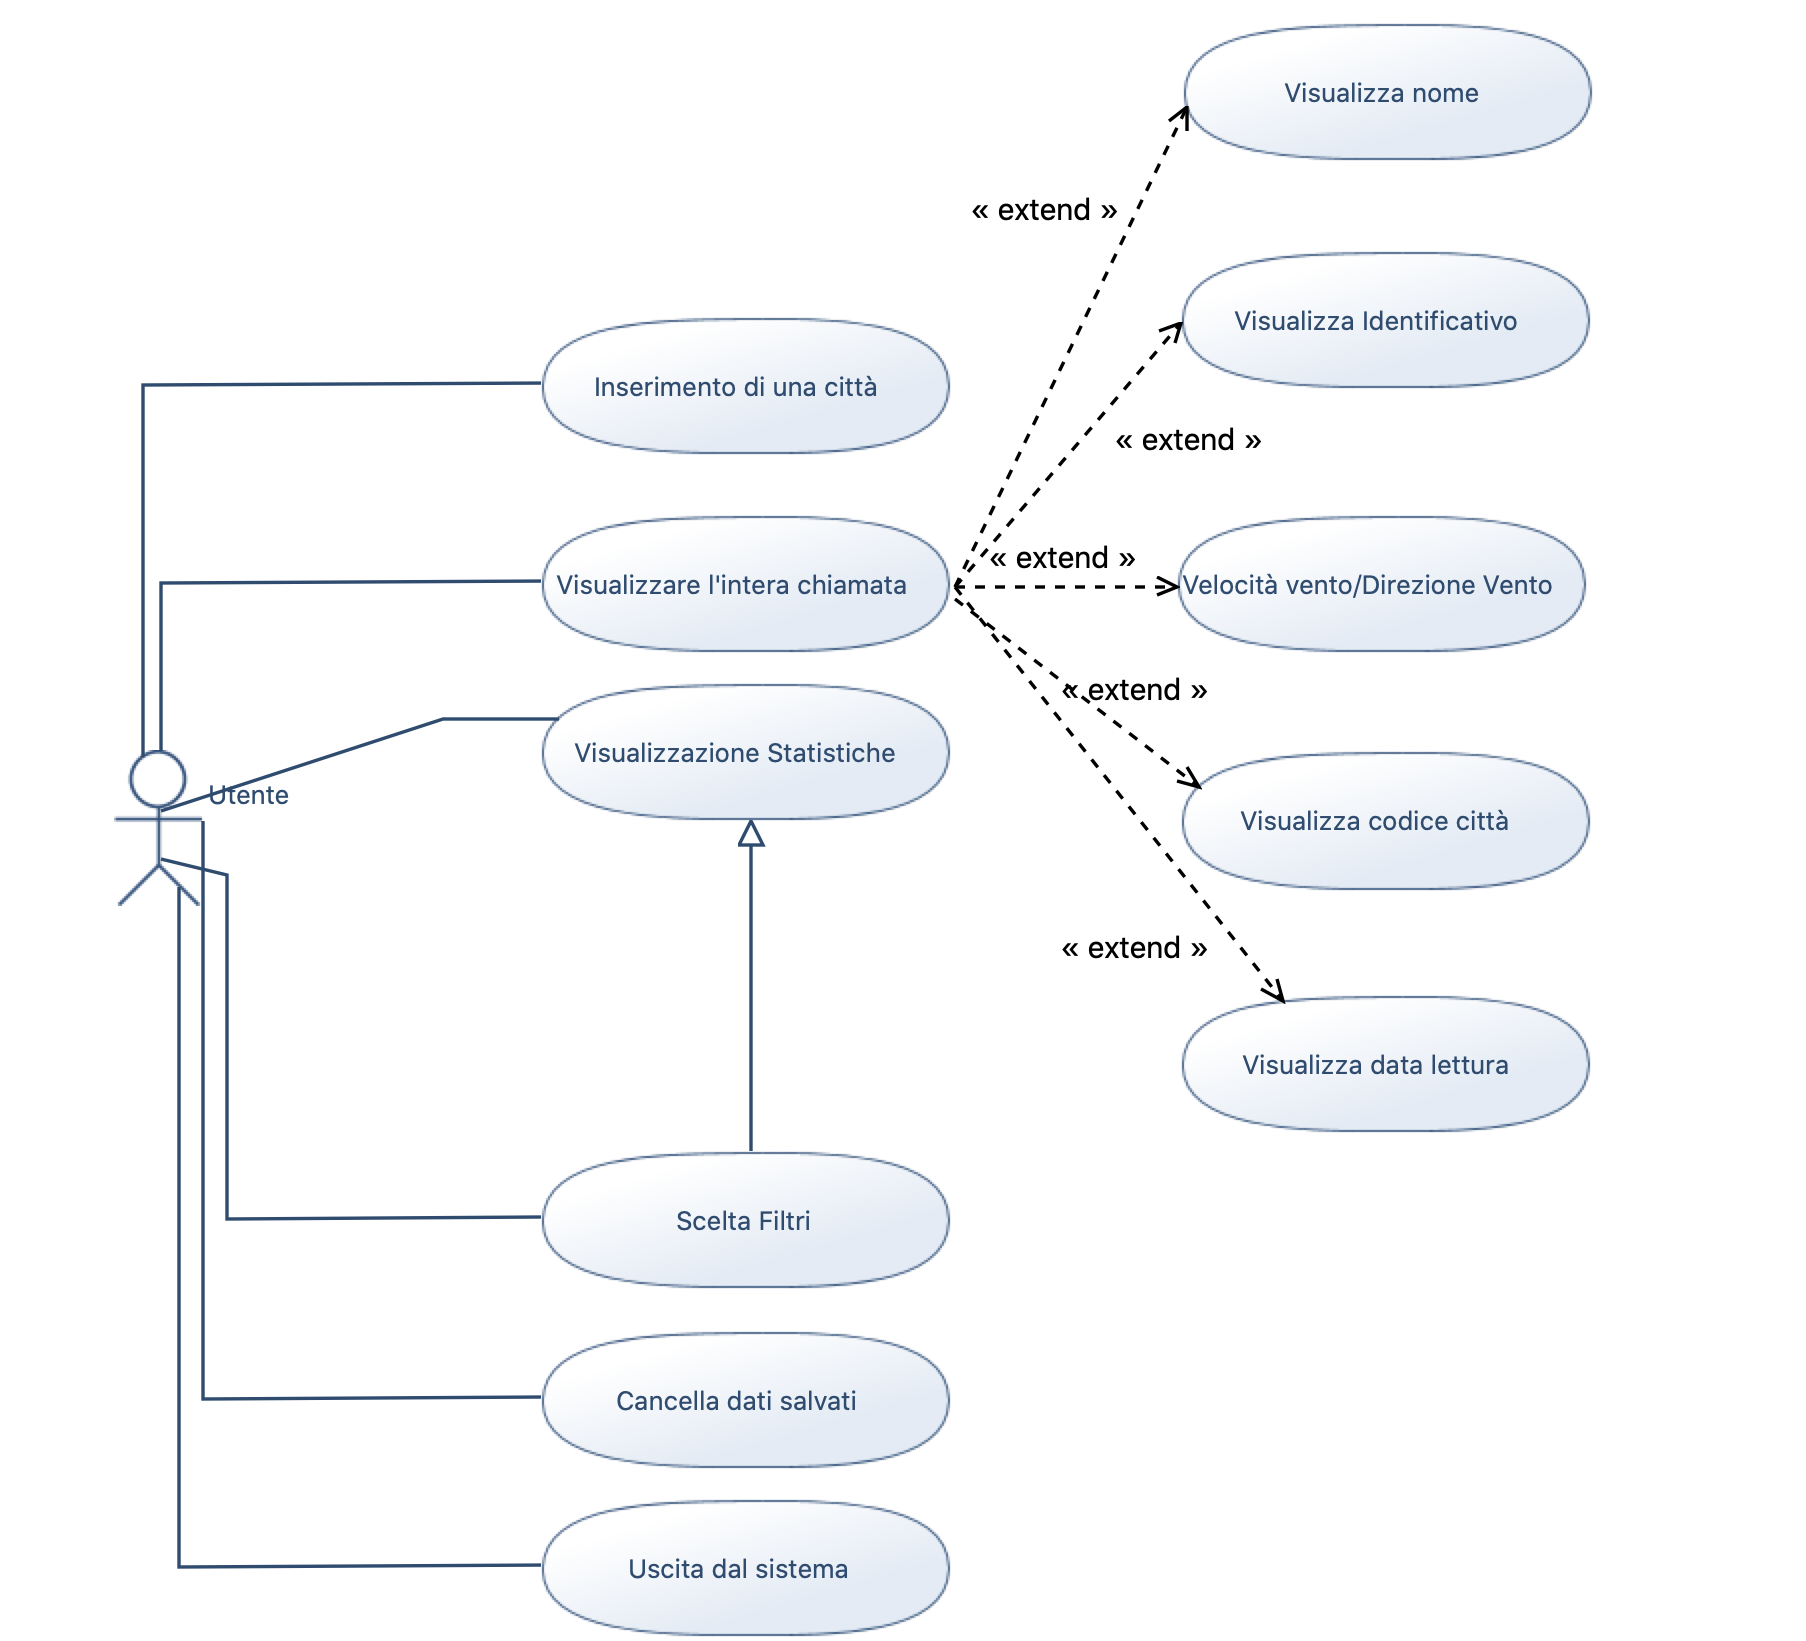 Visualizza nome
« extend »
Visualizza Identificativo
Inserimento di una città
« extend »
« extend »
Visualizzare l'intera chiamata
Velocità vento/Direzione Vento
« extend »
Visualizzazione Statistiche
Utente
Visualizza codice città
« extend »
Visualizza data lettura
Scelta Filtri
Cancella dati salvati
Uscita dal sistema